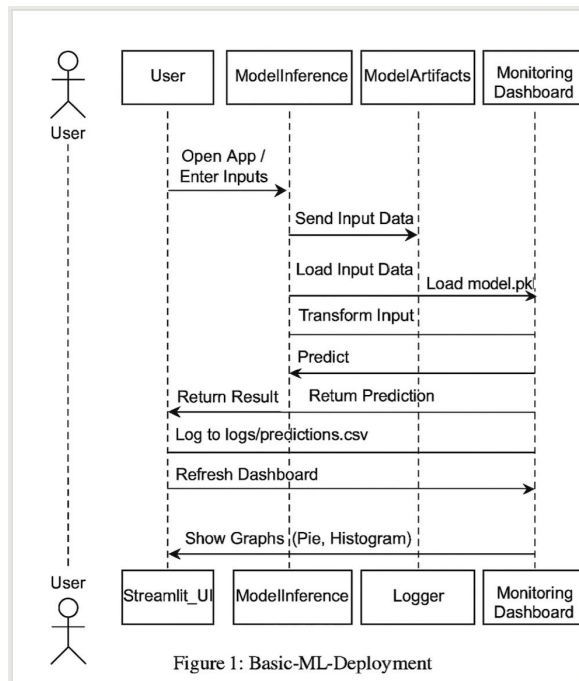 User
User
ModelInference
ModelArtifacts
Monitoring
Dashboard
Open App /
Enter Inputs
Send Input Data
Load Input Data
Load model.pkl
Transform Input
Predict
Return Result
Return Prediction
Log to logs/predictions.csv
Refresh Dashboard
Show Graphs (Pie, Histogram)
User
Streamlit_UI
ModelInference
Logger
Monitoring
Dashboard
Figure 1: Basic-ML-Deployment